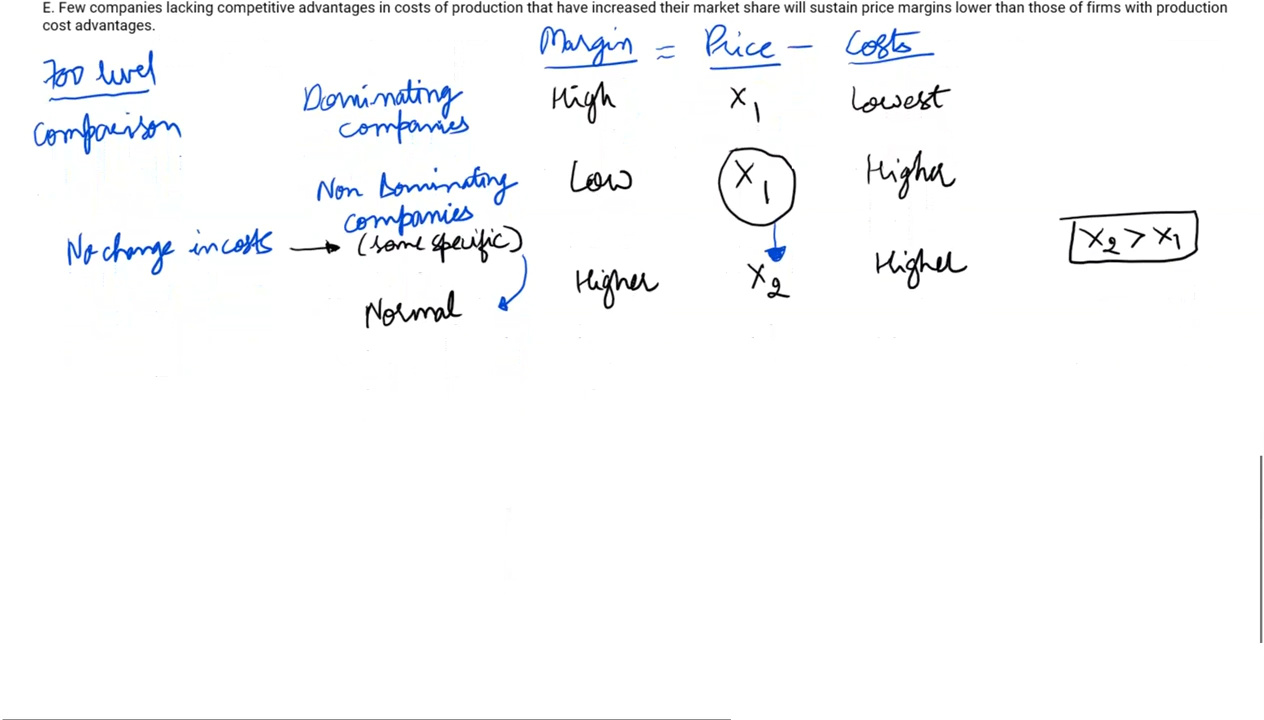 E. Few companies lacking competitive advantages in costs of production that have increased their market share will sustain price margins lower than those of firms with production
cost advantages.
Margin = Price - Costs
700 level
comparison
Dominating
companies
High X1 Lowest
Non Dominating
companies
Low X1 Higher
No change in costs → (some specific)
X2 > X1
Normal
Higher X2 Higher